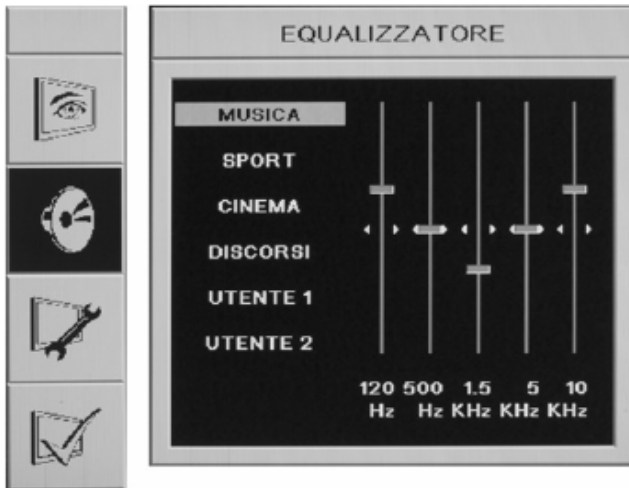 EQUALIZZATORE
MUSICA
SPORT
CINEMA
DISCORSI
UTENTE 1
UTENTE 2
120 500 1.5 5 10
Hz Hz KHz KHz KHz